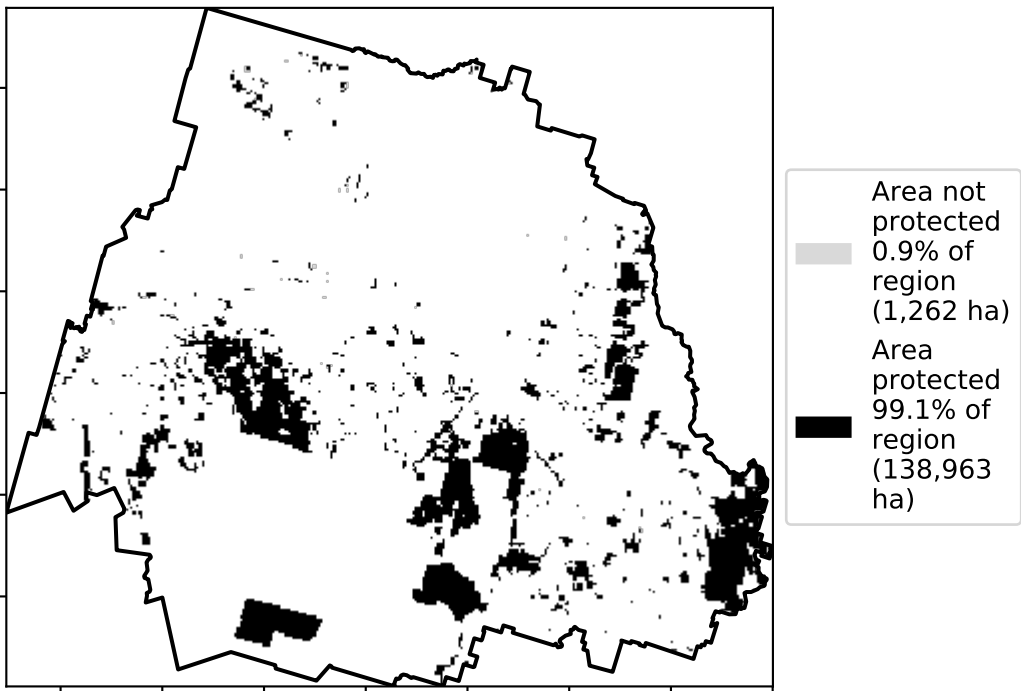 Area not
protected
0.9% of
region
(1,262 ha)
Area
protected
99.1% of
region
(138,963
ha)